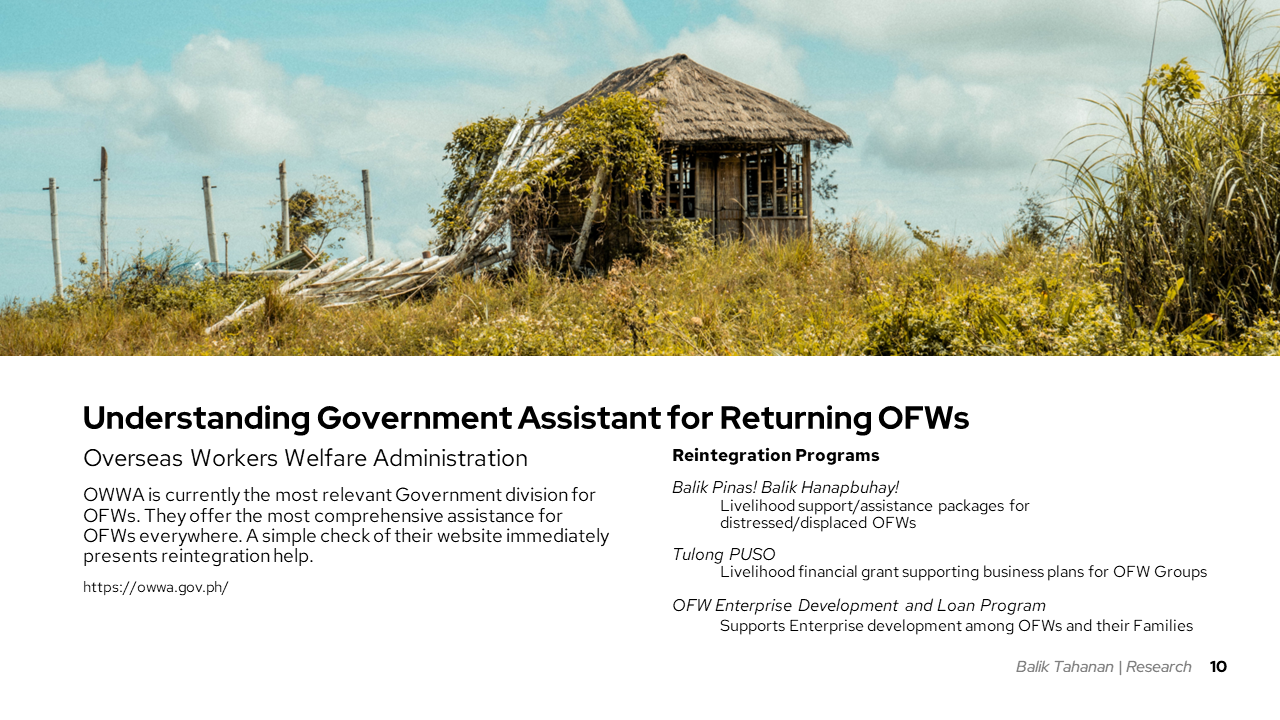 Understanding Government Assistant for Returning OFWs
Overseas Workers Welfare Administration
OWWA is currently the most relevant Government division for
OFWs. They offer the most comprehensive assistance for
OFWs everywhere. A simple check of their website immediately
presents reintegration help.
https://owwa.gov.ph/
Reintegration Programs
Balik Pinas! Balik Hanapbuhay!
Livelihood support/assistance packages for
distressed/displaced OFWs
Tulong PUSO
Livelihood financial grant supporting business plans for OFW Groups
OFW Enterprise Development and Loan Program
Supports Enterprise development among OFWs and their Families
Balik Tahanan | Research 10